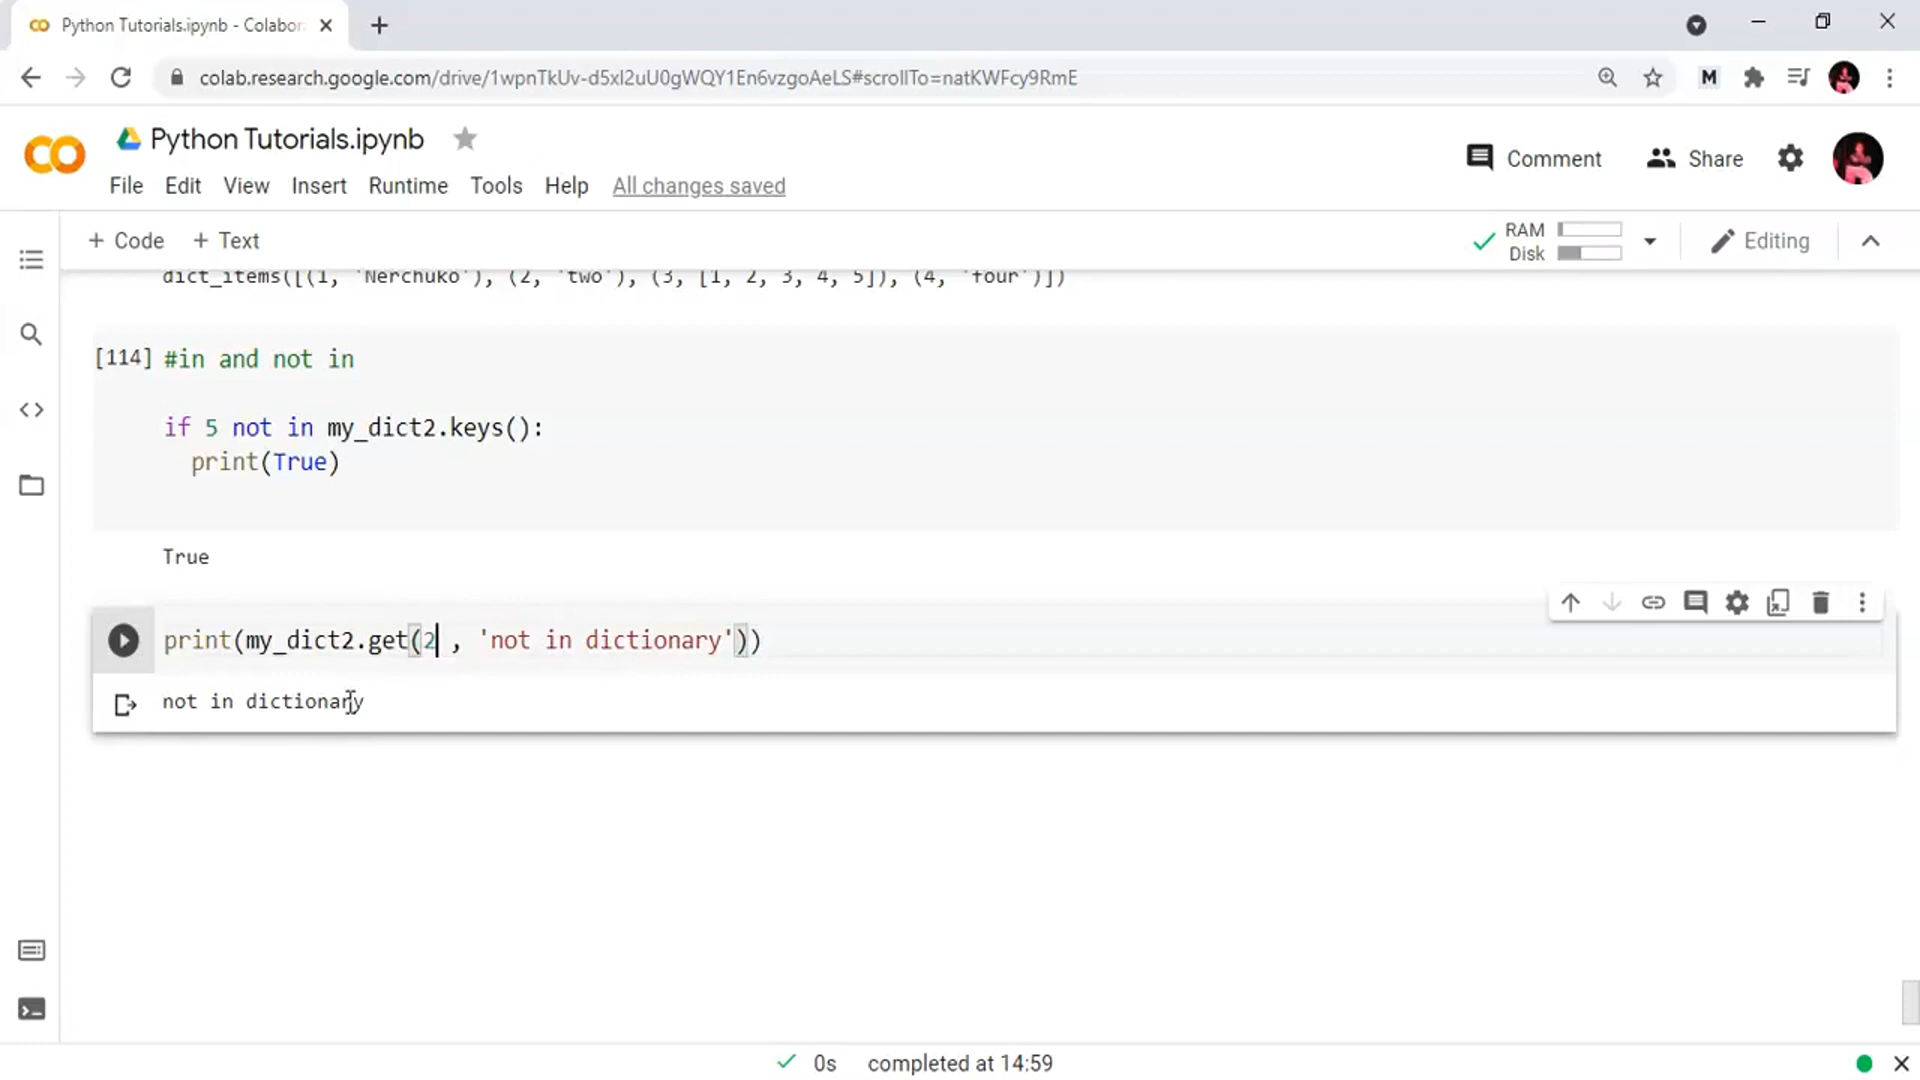 Python Tutorials.ipynb - Colabor
colab.research.google.com/drive/1wpnTkUv-d5xl2uU0gWQY1En6vzgoAeLS#scrollTo=natKWFcy9RmE
M
Python Tutorials.ipynb
Comment
Share
File Edit View Insert Runtime Tools Help All changes saved
+ Code + Text
RAM
Disk
Editing
dict_items([(1, 'Nerchuko'), (2, 'two'), (3, [1, 2, 3, 4, 5]), (4, 'four')])
[114] #in and not in
if 5 not in my_dict2.keys():
print(True)
True
print(my_dict2.get(2 , 'not in dictionary'))
not in dictionary
0s completed at 14:59